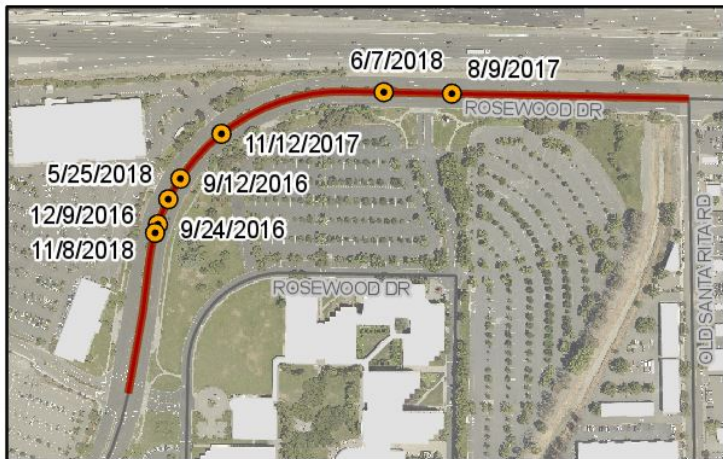 6/7/2018
8/9/2017
ROSEWOOD DR
11/12/2017
5/25/2018
9/12/2016
12/9/2016
9/24/2016
11/8/2018
ROSEWOOD DR
OLD SANTA RITA RD